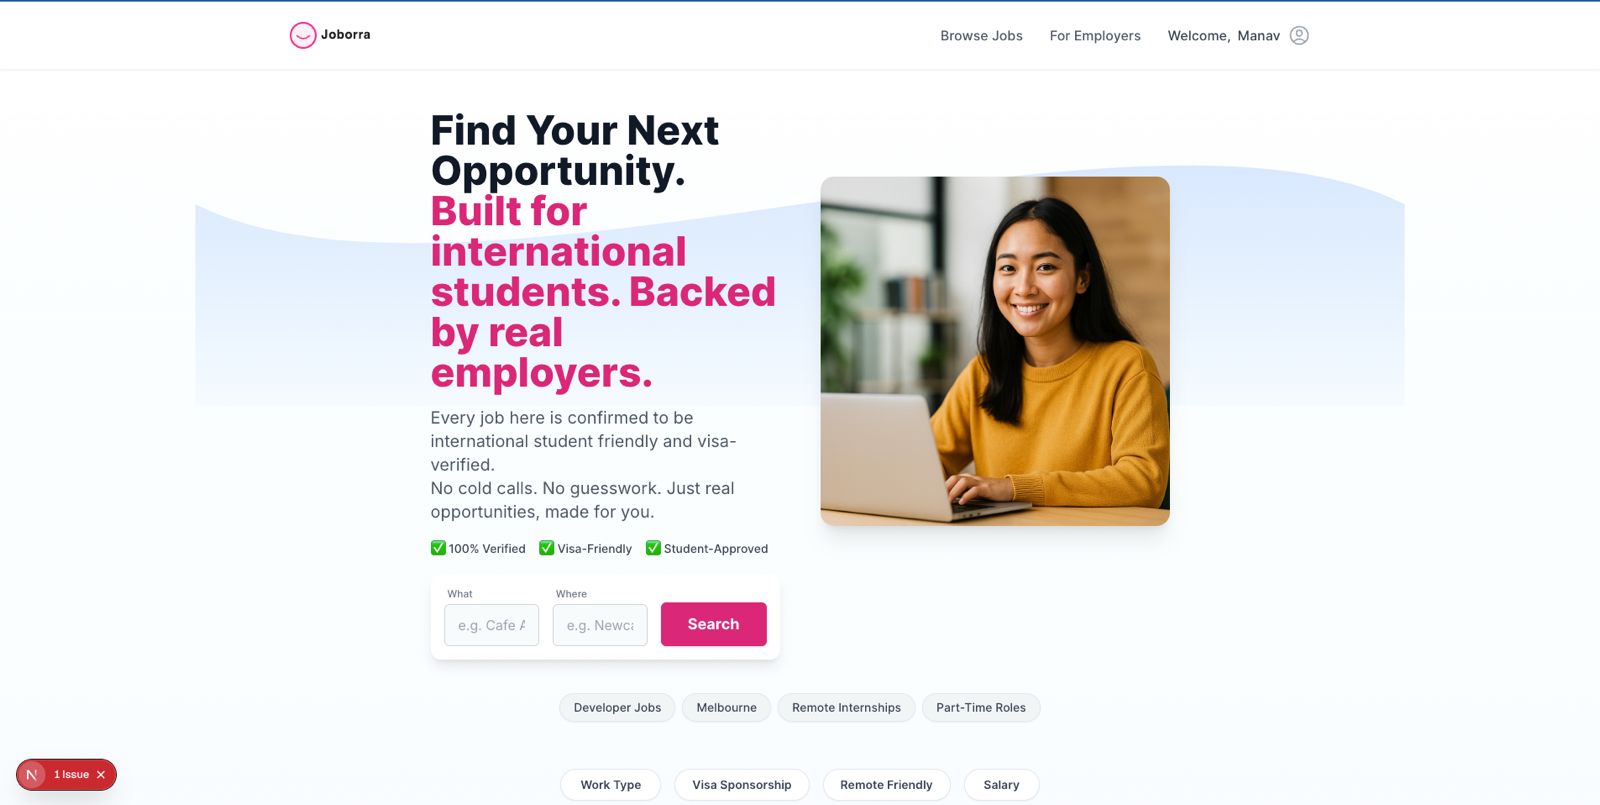 Joborra
Browse Jobs
For Employers
Welcome, Manav
Find Your Next
Opportunity.
Built for
international
students. Backed
by real
employers.
Every job here is confirmed to be
international student friendly and visa-
verified.
No cold calls. No guesswork. Just real
opportunities, made for you.
✅ 100% Verified ✅ Visa-Friendly ✅ Student-Approved
What
Where
e.g. Cafe A
e.g. Newca
Search
Developer Jobs
Melbourne
Remote Internships
Part-Time Roles
N 1 Issue ×
Work Type
Visa Sponsorship
Remote Friendly
Salary